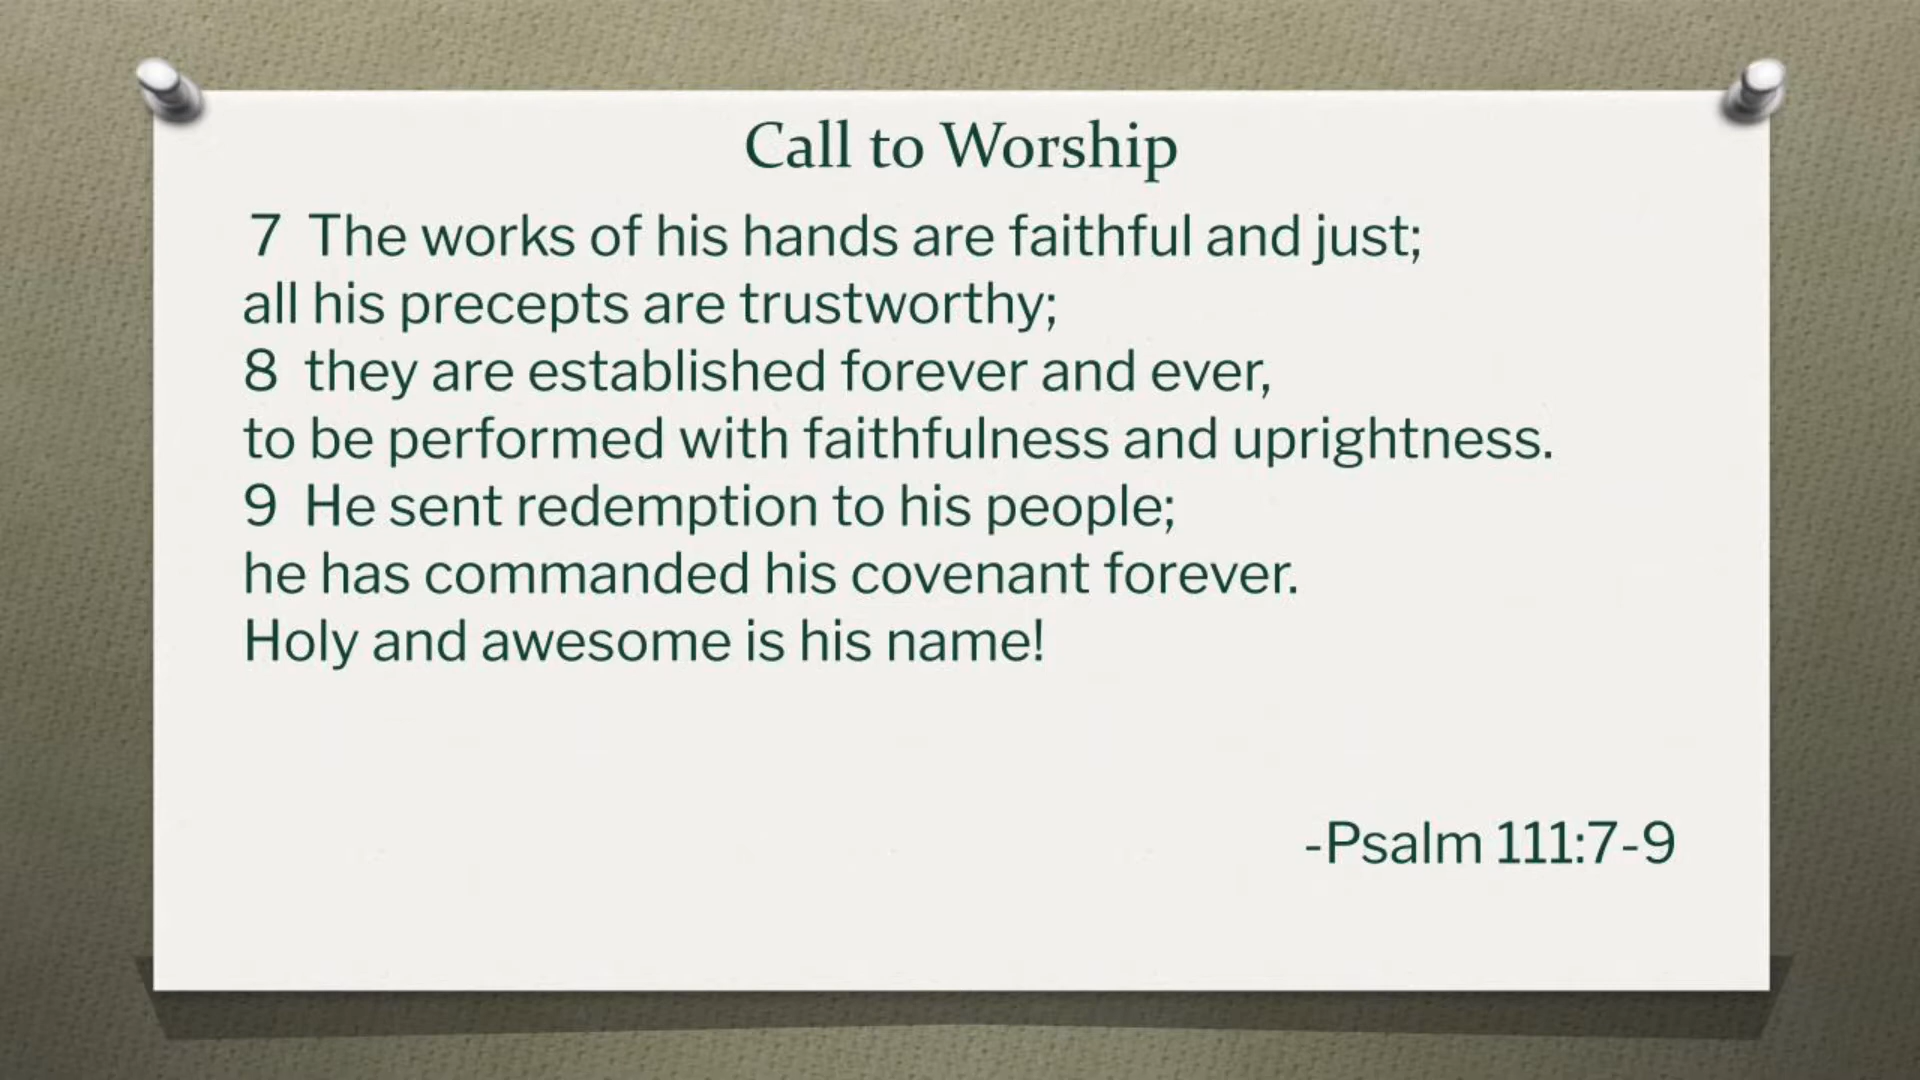 Call to Worship
7 The works of his hands are faithful and just;
all his precepts are trustworthy;
8 they are established forever and ever,
to be performed with faithfulness and uprightness.
9 He sent redemption to his people;
he has commanded his covenant forever.
Holy and awesome is his name!
-Psalm 111:7-9